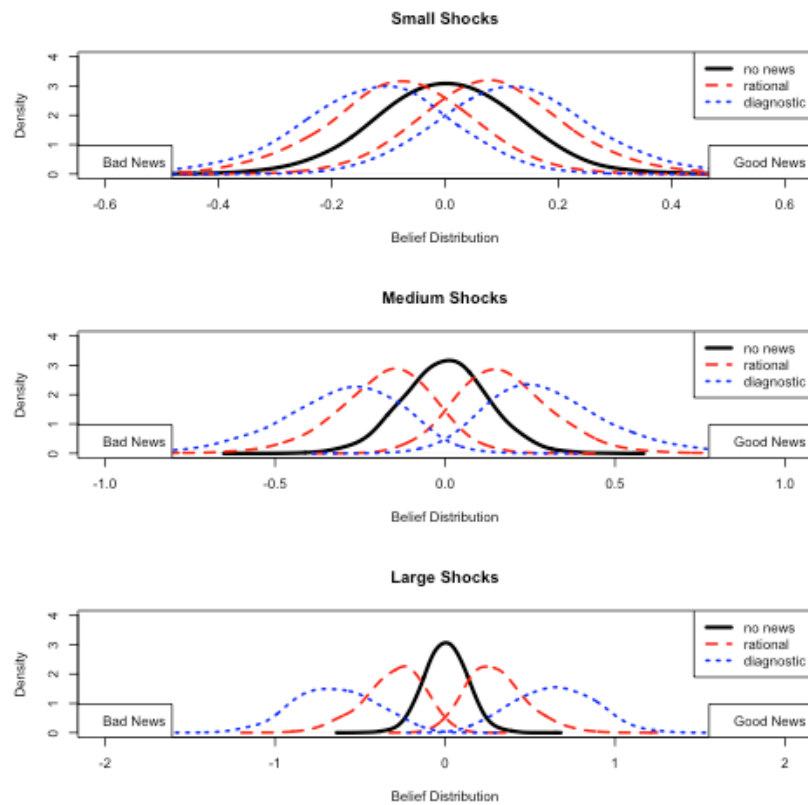 Small Shocks
4
3
2
1
0
Density
no news
rational
diagnostic
Bad News
Good News
-0.6 -0.4 -0.2 0.0 0.2 0.4 0.6
Belief Distribution
Medium Shocks
4
3
2
1
0
Density
no news
rational
diagnostic
Bad News
Good News
-1.0 -0.5 0.0 0.5 1.0
Belief Distribution
Large Shocks
4
3
2
1
0
Density
no news
rational
diagnostic
Bad News
Good News
-2 -1 0 1 2
Belief Distribution